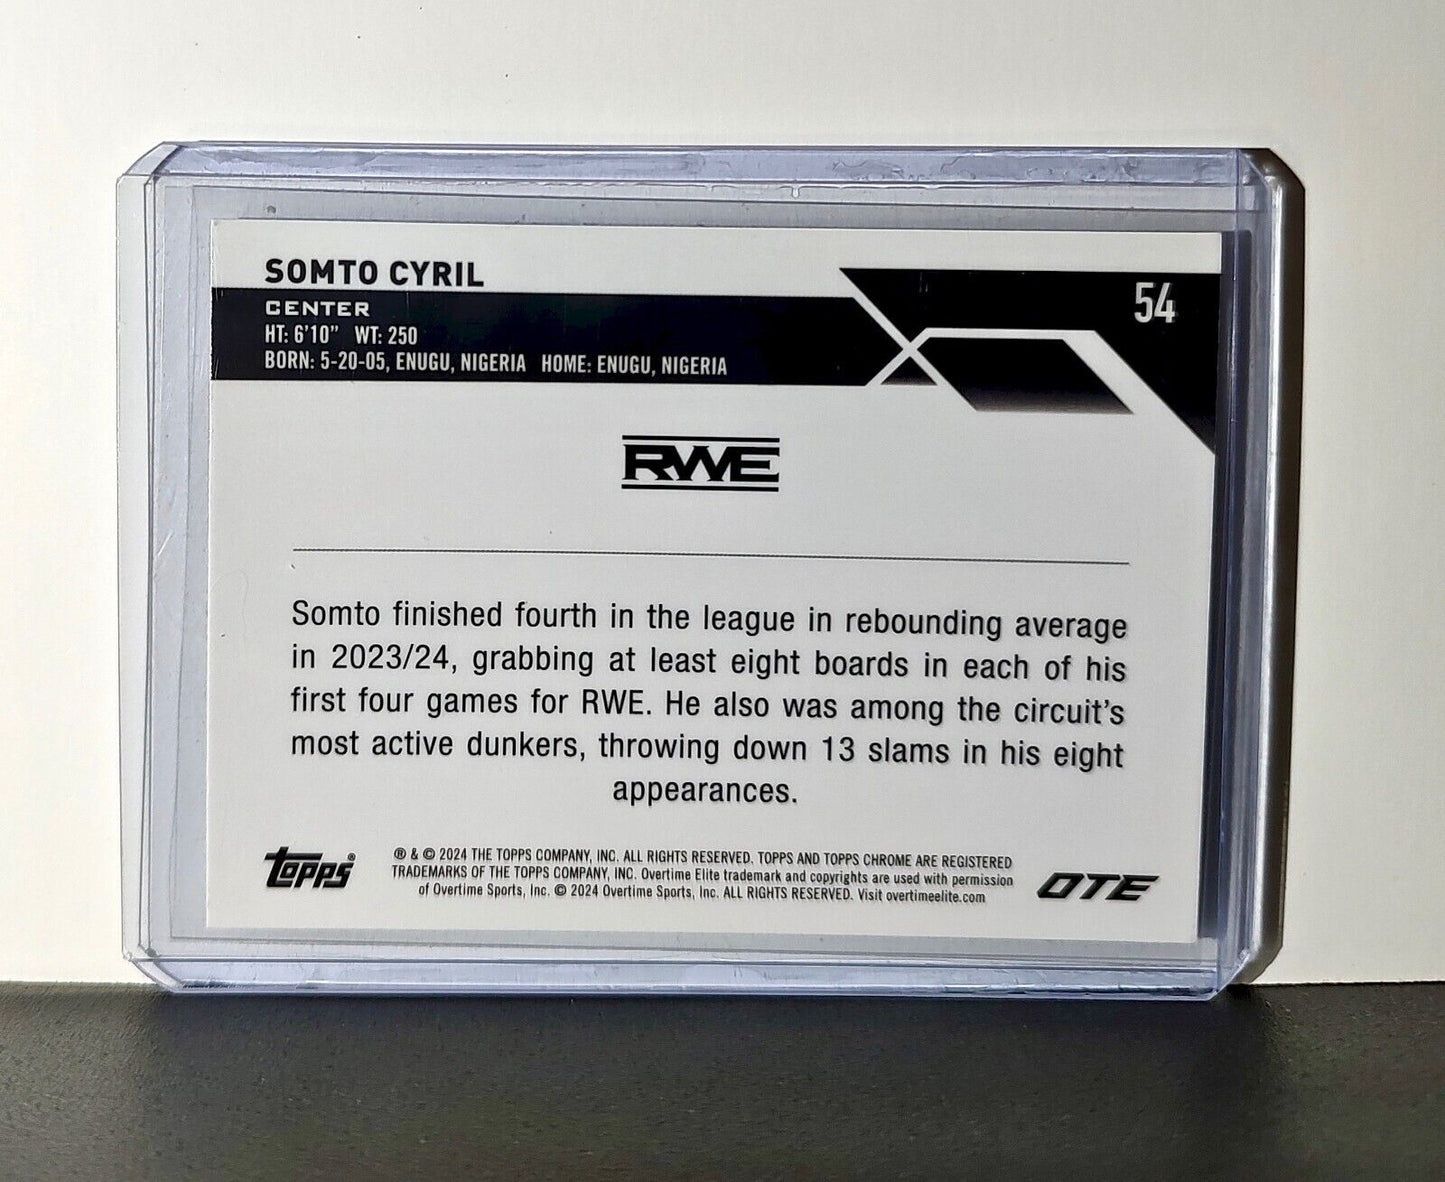 SOMTO CYRIL
54
CENTER
HT: 6'10" WT: 250
BORN: 5-20-05, ENUGU, NIGERIA HOME: ENUGU, NIGERIA
RWE
Somto finished fourth in the league in rebounding average
in 2023/24, grabbing at least eight boards in each of his
first four games for RWE. He also was among the circuit's
most active dunkers, throwing down 13 slams in his eight
appearances.
Topps®
® & © 2024 THE TOPPS COMPANY, INC. ALL RIGHTS RESERVED. TOPPS AND TOPPS CHROME ARE REGISTERED
TRADEMARKS OF THE TOPPS COMPANY, INC. Overtime Elite trademark and copyrights are used with permission
of Overtime Sports, Inc. © 2024 Overtime Sports, Inc. ALL RIGHTS RESERVED. Visit overtimeelite.com
OTE